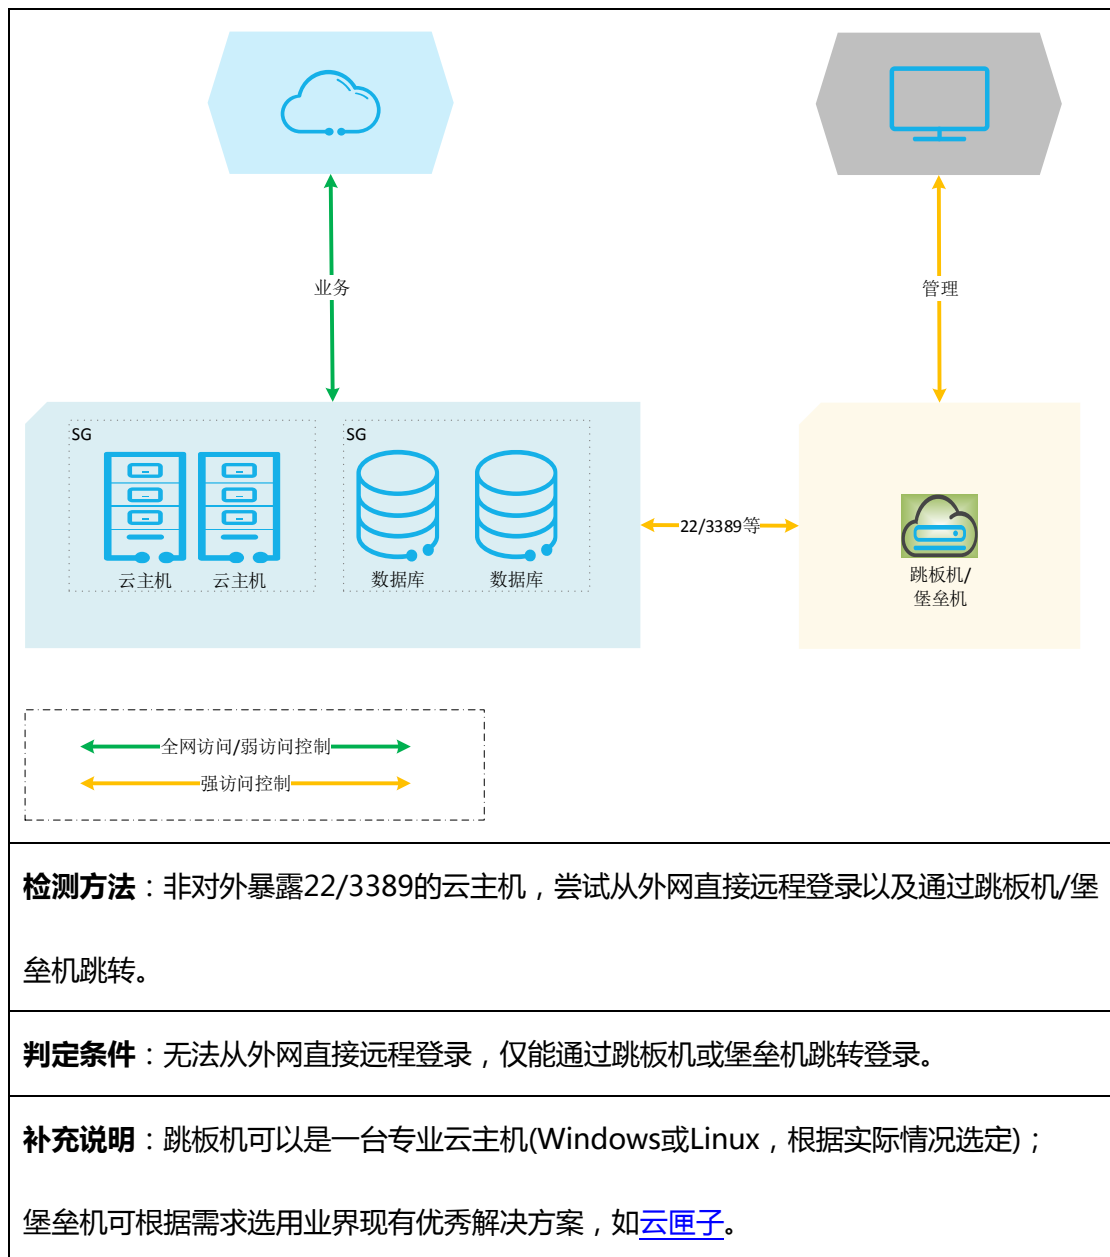 业务
管理
SG
SG
云主机
云主机
数据库
数据库
22/3389等
跳板机/
堡垒机
全网访问/弱访问控制
强访问控制
检测方法：非对外暴露22/3389的云主机，尝试从外网直接远程登录以及通过跳板机/堡
垒机跳转。
判定条件：无法从外网直接远程登录，仅能通过跳板机或堡垒机跳转登录。
补充说明：跳板机可以是一台专业云主机(Windows或Linux，根据实际情况选定)；
堡垒机可根据需求选用业界现有优秀解决方案，如云匣子。